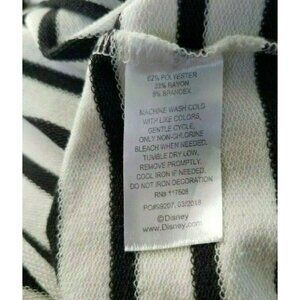 62% POLYESTER
33% RAYON
5% SPANDEX
MACHINE WASH COLD
WITH LIKE COLORS,
GENTLE CYCLE,
ONLY NON-CHLORINE
BLEACH WHEN NEEDED.
TUMBLE DRY LOW,
REMOVE PROMPTLY.
COOL IRON IF NEEDED.
DO NOT IRON DECORATION
RN# 117508
PO#59207, 03/2018
©Disney
www.Disney.com